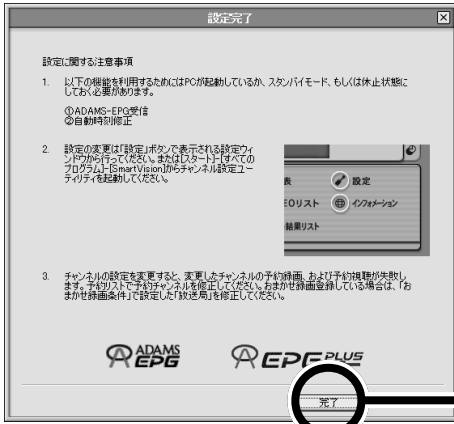 設定完了
設定に関する注意事項
1. 以下の機能を利用するためにはPCが起動しているか、スタンバイモード、もしくは休止状態に
しておく必要があります。
①ADAMS-EPG受信
②自動時刻修正
2. 設定の変更は「設定」ボタンで表示される設定ウィ
ンドウから行ってください。または[スタート]-[すべての
プログラム]-[SmartVision]からチャンネル設定ユー
ティリティを起動してください。
表 設定
EOリスト インフォメーション
結果リスト
3. チャンネルの設定を変更すると、変更したチャンネルの予約録画、および予約視聴が失敗し
ます。予約リストで予約チャンネルを修正してください。おまかせ録画登録している場合は、「お
まかせ録画条件」で設定した「放送局」を修正してください。
ADAMS
EPG
EPG PLUS
完了